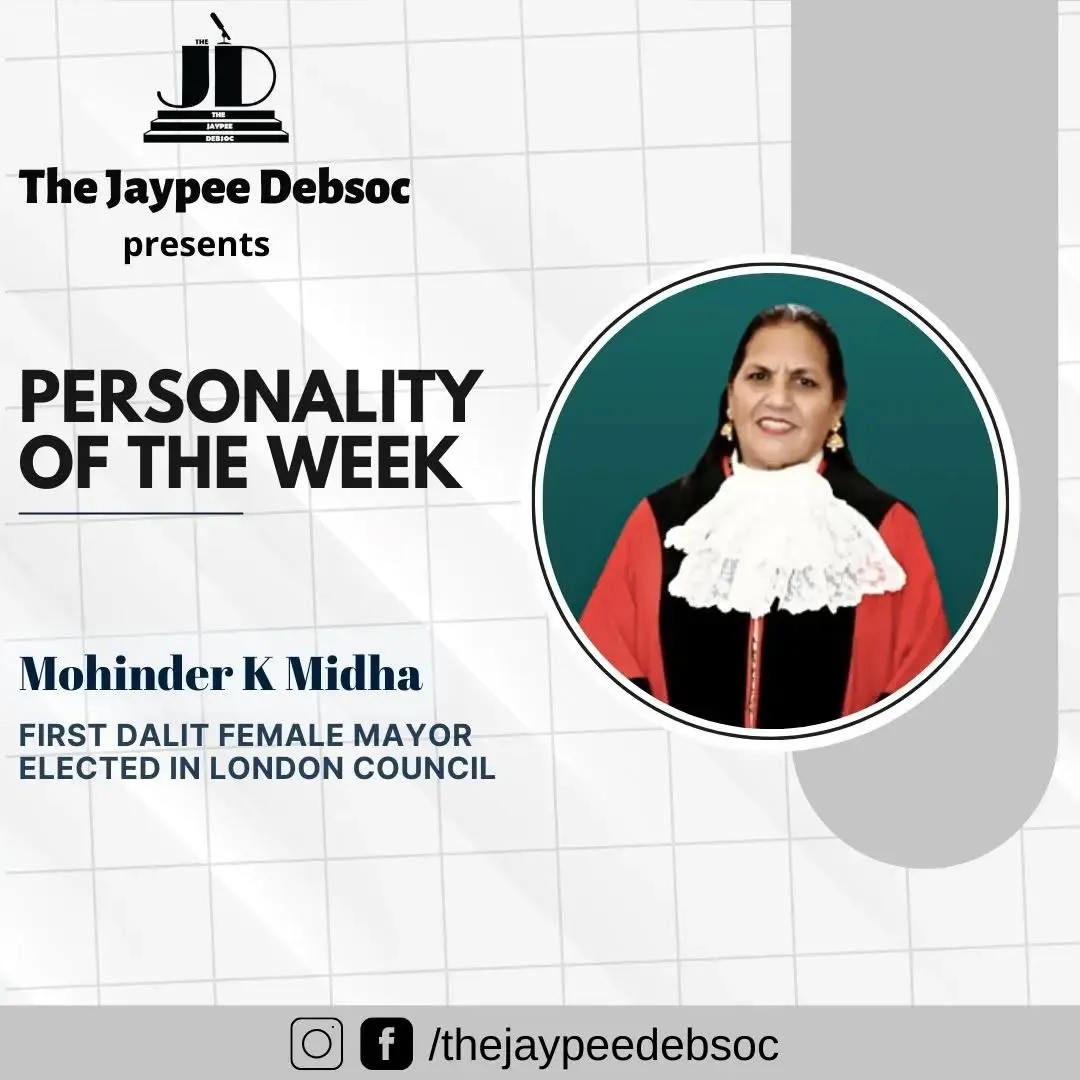 THE
JD
THE
JAYPEE
DEBSOC
The Jaypee Debsoc
presents
PERSONALITY
OF THE WEEK
Mohinder K Midha
FIRST DALIT FEMALE MAYOR
ELECTED IN LONDON COUNCIL
/thejaypeedebsoc